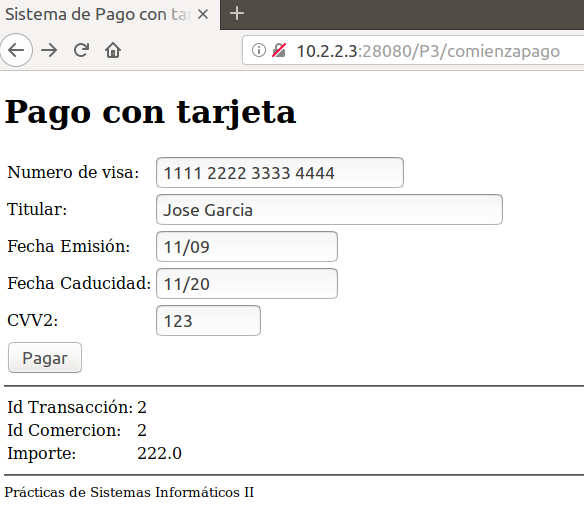 Sistema de Pago con tar
10.2.2.3:28080/P3/comienzapago
Pago con tarjeta
Numero de visa: 1111 2222 3333 4444
Titular: Jose Garcia
Fecha Emisión: 11/09
Fecha Caducidad: 11/20
CVV2: 123
Pagar
Id Transacción: 2
Id Comercion: 2
Importe: 222.0
Prácticas de Sistemas Informáticos II